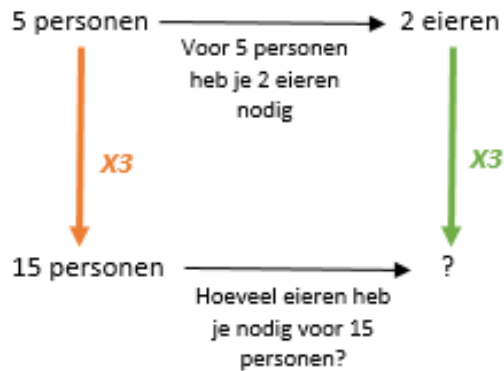 5 personen
2 eieren
Voor 5 personen
heb je 2 eieren
nodig
X3
X3
15 personen
?
Hoeveel eieren heb
je nodig voor 15
personen?